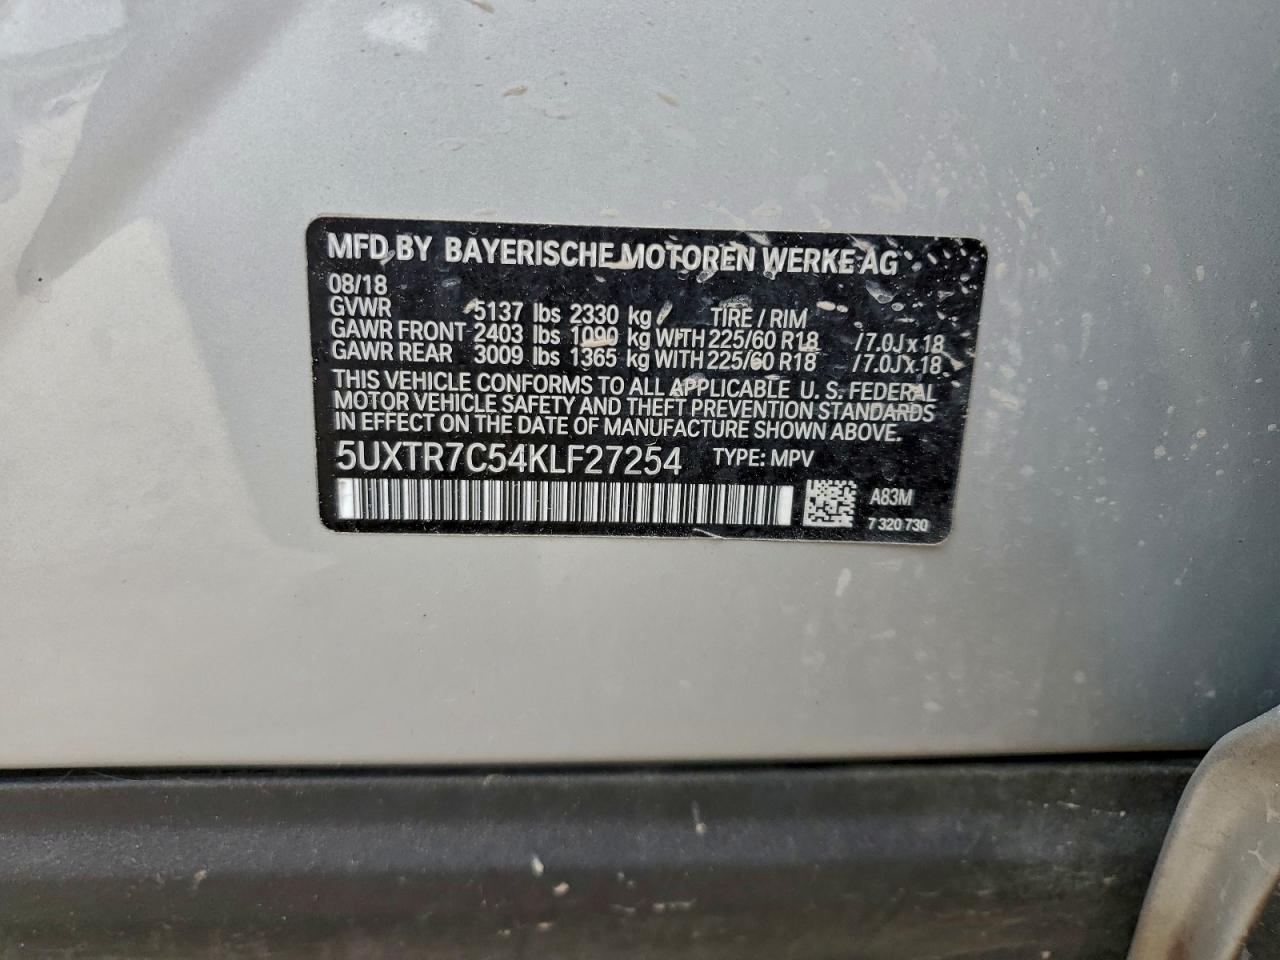 MFD BY BAYERISCHE MOTOREN WERKE AG
08/18
GVWR 5137 lbs 2330 kg TIRE / RIM
GAWR FRONT 2403 lbs 1090 kg WITH 225/60 R18 /7.0J x 18
GAWR REAR 3009 lbs 1365 kg WITH 225/60 R18 /7.0J x 18
THIS VEHICLE CONFORMS TO ALL APPLICABLE U. S. FEDERAL
MOTOR VEHICLE SAFETY AND THEFT PREVENTION STANDARDS
IN EFFECT ON THE DATE OF MANUFACTURE SHOWN ABOVE.
5UXTR7C54KLF27254 TYPE: MPV
A83M
7 320 730